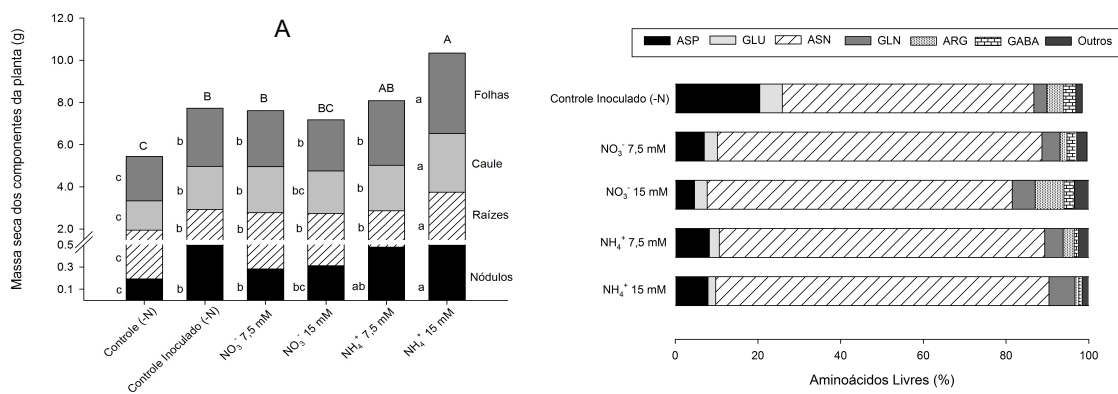 A
Massa seca dos componentes da planta (g)
12.0
10.0
8.0
6.0
4.0
2.0
0.5
0.3
0.1
C
B
B
BC
AB
A
c
c
c
c
b
b
b
b
b
b
b
b
b
bc
b
bc
b
b
b
ab
a
a
a
a
Folhas
Caule
Raízes
Nódulos
Controle (-N)
Controle Inoculado (-N)
NO₃⁻ 7,5 mM
NO₃⁻ 15 mM
NH₄⁺ 7,5 mM
NH₄⁺ 15 mM
ASP GLU ASN GLN ARG GABA Outros
Controle Inoculado (-N)
NO₃⁻ 7,5 mM
NO₃⁻ 15 mM
NH₄⁺ 7,5 mM
NH₄⁺ 15 mM
0 20 40 60 80 100
Aminoácidos Livres (%)